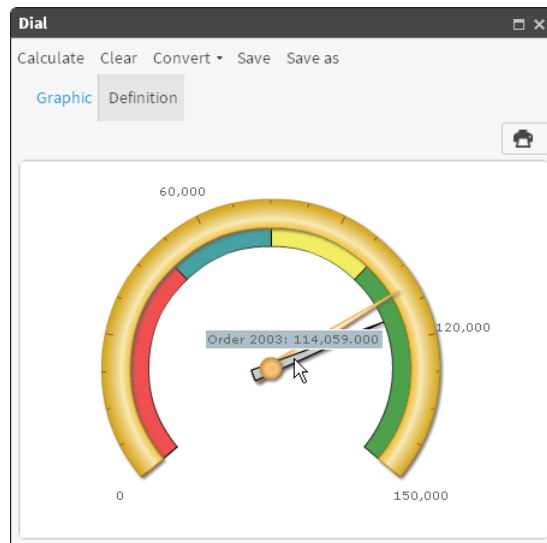 Dial
Calculate Clear Convert Save Save as
Graphic Definition
60,000
Order 2003: 114,059.000
120,000
0 150,000